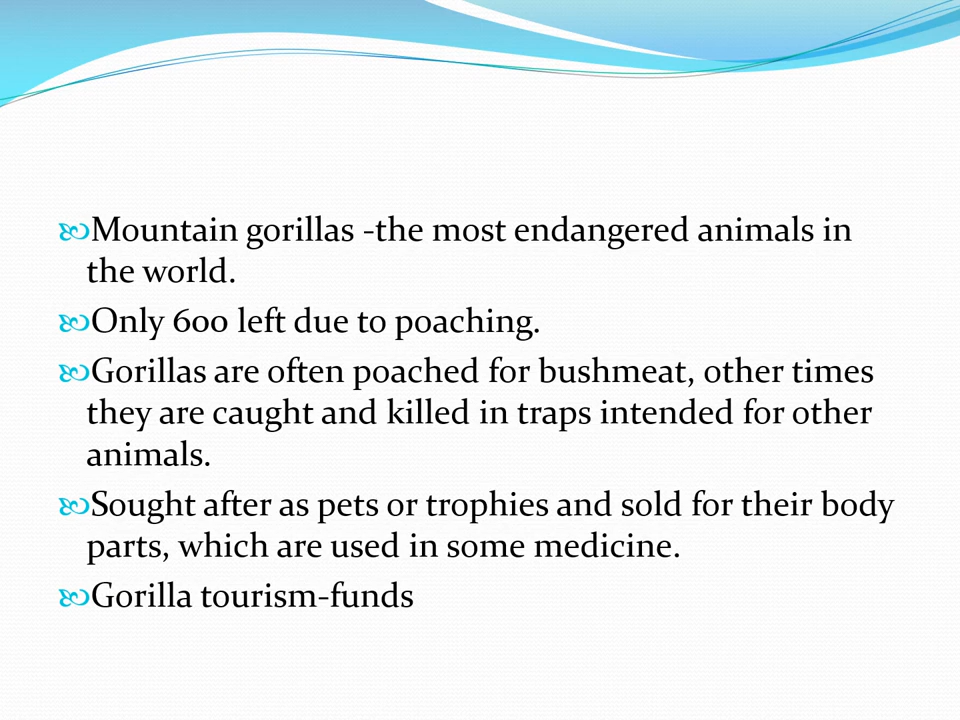 Mountain gorillas -the most endangered animals in
the world.
Only 600 left due to poaching.
Gorillas are often poached for bushmeat, other times
they are caught and killed in traps intended for other
animals.
Sought after as pets or trophies and sold for their body
parts, which are used in some medicine.
Gorilla tourism-funds